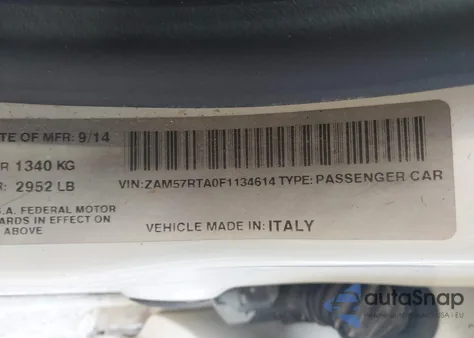 TE OF MFR: 9/14
R 1340 KG
R: 2952 LB
VIN:ZAM57RTA0F1134614 TYPE: PASSENGER CAR
.A. FEDERAL MOTOR
ARDS IN EFFECT ON
ABOVE
VEHICLE MADE IN: ITALY
autaSnap